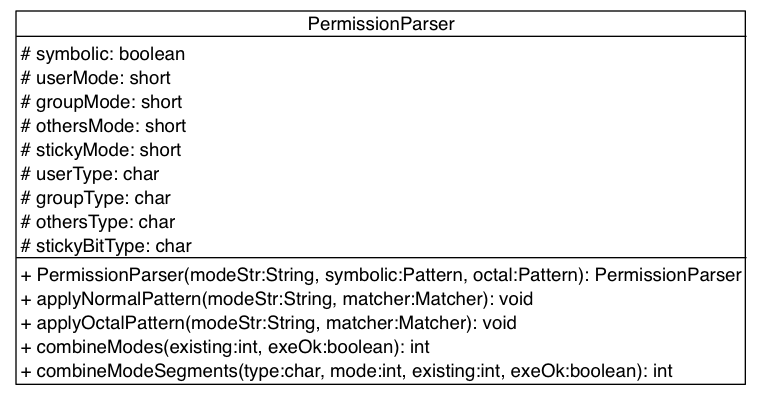 PermissionParser
# symbolic: boolean
# userMode: short
# groupMode: short
# othersMode: short
# stickyMode: short
# userType: char
# groupType: char
# othersType: char
# stickyBitType: char
+ PermissionParser(modeStr:String, symbolic:Pattern, octal:Pattern): PermissionParser
+ applyNormalPattern(modeStr:String, matcher:Matcher): void
+ applyOctalPattern(modeStr:String, matcher:Matcher): void
+ combineModes(existing:int, exeOk:boolean): int
+ combineModeSegments(type:char, mode:int, existing:int, exeOk:boolean): int